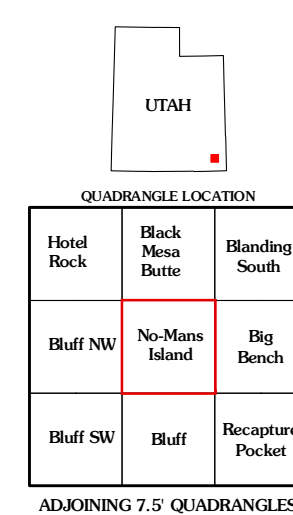 UTAH
QUADRANGLE LOCATION
Hotel Rock
Black Mesa Butte
Blanding South
Bluff NW
No-Mans Island
Big Bench
Bluff SW
Bluff
Recapture Pocket
ADJOINING 7.5' QUADRANGLES